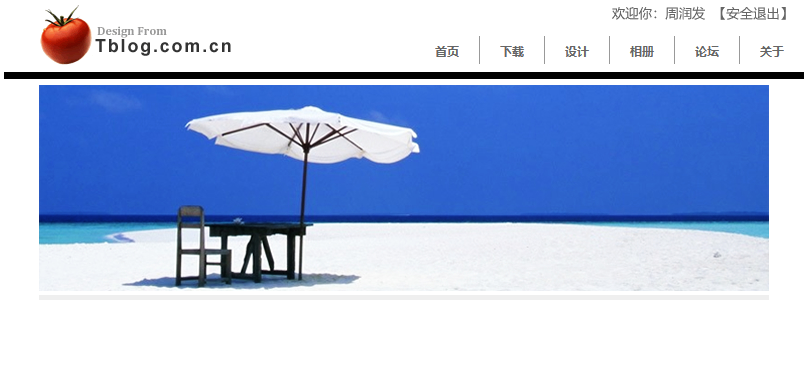 欢迎你：周润发 【安全退出】
Design From
Tblog.com.cn
首页 下载 设计 相册 论坛 关于